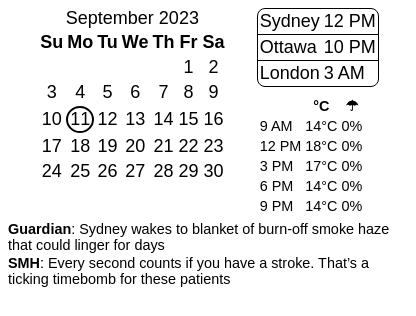 September 2023
Su Mo Tu We Th Fr Sa
1 2
3 4 5 6 7 8 9
10 11 12 13 14 15 16
17 18 19 20 21 22 23
24 25 26 27 28 29 30
Sydney 12 PM
Ottawa 10 PM
London 3 AM
°C ☂
9 AM 14°C 0%
12 PM 18°C 0%
3 PM 17°C 0%
6 PM 14°C 0%
9 PM 14°C 0%
Guardian: Sydney wakes to blanket of burn-off smoke haze
that could linger for days
SMH: Every second counts if you have a stroke. That’s a
ticking timebomb for these patients